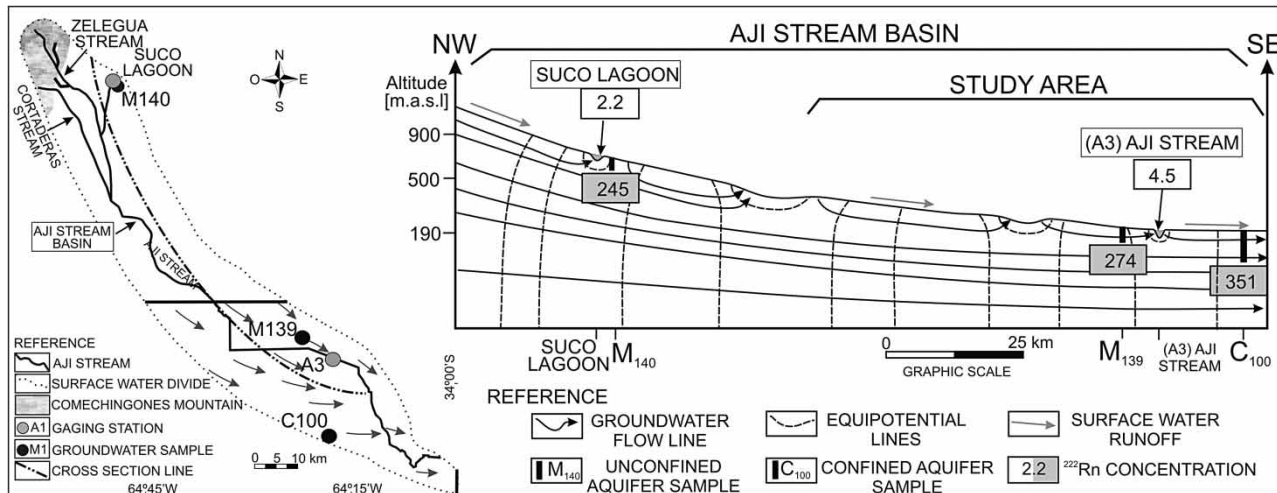 ZELEGUA
STREAM
SUCO
LAGOON
M140
N
O E
S
CORTADERAS
STREAM
AJI STREAM
BASIN
AJI STREAM
M139
A3
C100
34°00'S
REFERENCE
AJI STREAM
SURFACE WATER DIVIDE
COMECHINGONES MOUNTAIN
A1 GAGING STATION
M1 GROUNDWATER SAMPLE
CROSS SECTION LINE
0 5 10 km
64°45'W 64°15'W
NW AJI STREAM BASIN SE
Altitude
[m.a.s.l]
SUCO LAGOON
2.2
STUDY AREA
(A3) AJI STREAM
4.5
900
500
190
245
274
351
SUCO
LAGOON
M140
0 25 km
GRAPHIC SCALE
M139
(A3) AJI
STREAM
C100
REFERENCE
GROUNDWATER
FLOW LINE
EQUIPOTENTIAL
LINES
SURFACE WATER
RUNOFF
M140 UNCONFINED
AQUIFER SAMPLE
C100 CONFINED AQUIFER
SAMPLE
2.2 ²²²Rn CONCENTRATION